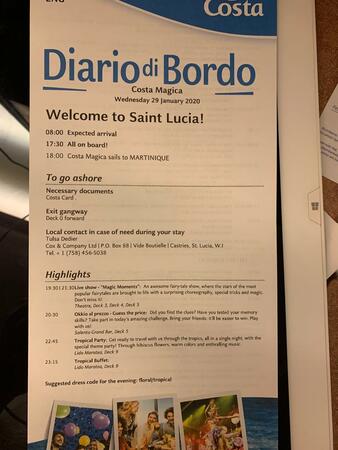 ENG
Costa
Diario di Bordo
Costa Magica
Wednesday 29 January 2020
Welcome to Saint Lucia!
08:00 Expected arrival
17:30 All on board!
18:00 Costa Magica sails to MARTINIQUE
To go ashore
Necessary documents
Costa Card .
Exit gangway
Deck 0 forward
Local contact in case of need during your stay
Tulsa Dedier
Cox & Company Ltd | P.O. Box 88 | Vide Boutielle | Castries, St. Lucia, W.I
Tel. + 1 (758) 456-5038
Highlights
19:30 | 21:30 Live show - "Magic Moments": An awesome fairy-tale show, where the stars of the most
popular fairytales are brought to life with a surprising choreography, special tricks and magic.
Don't miss it!
Theatre, Deck 3, Deck 4, Deck 5
20:30 Okkio al prezzo - Guess the price: Did you find the clues? Have you tested your memory
skills? Take part in today's amazing challenge. Bring your friends: it'll be easier to win. Play
with us!
Salento Grand Bar, Deck 5
22:45 Tropical Party: Get ready to travel with us through the tropics, all in a single night, with the
special theme party! Through hibiscus flowers, warm colors and enthralling music!
Lido Maratea, Deck 9
23:15 Tropical Buffet:
Lido Maratea, Deck 9
Suggested dress code for the evening: floral/tropical